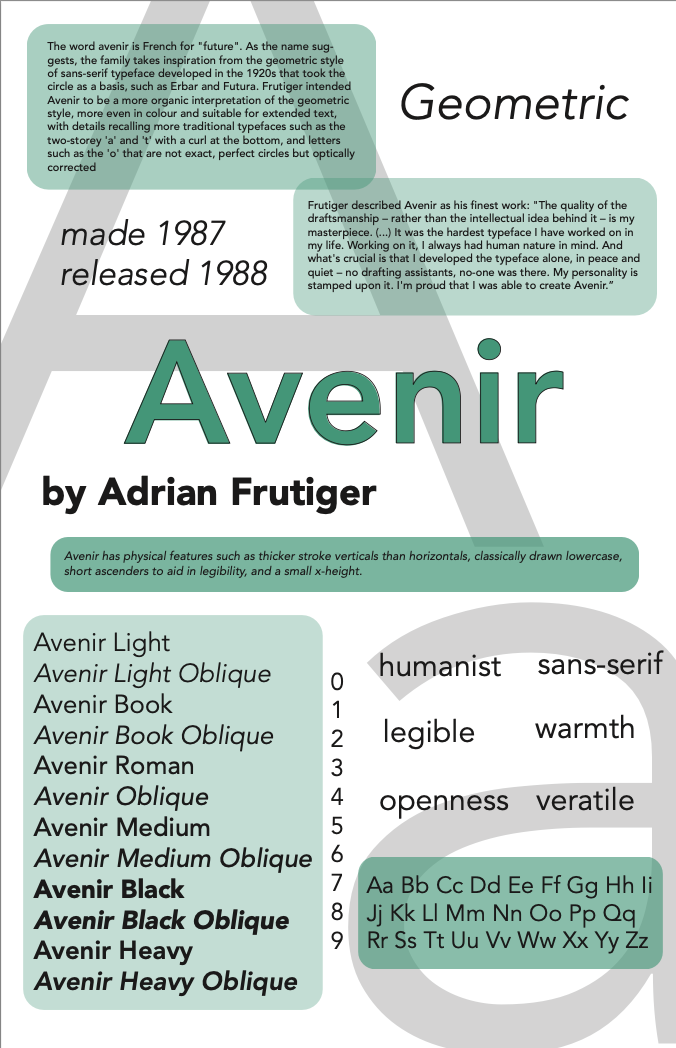 The word avenir is French for "future". As the name sug-
gests, the family takes inspiration from the geometric style
of sans-serif typeface developed in the 1920s that took the
circle as a basis, such as Erbar and Futura. Frutiger intended
Avenir to be a more organic interpretation of the geometric
style, more even in colour and suitable for extended text,
with details recalling more traditional typefaces such as the
two-storey 'a' and 't' with a curl at the bottom, and letters
such as the 'o' that are not exact, perfect circles but optically
corrected
Geometric
Frutiger described Avenir as his finest work: "The quality of the
draftsmanship – rather than the intellectual idea behind it – is my
masterpiece. (...) It was the hardest typeface I have worked on in
my life. Working on it, I always had human nature in mind. And
what's crucial is that I developed the typeface alone, in peace and
quiet – no drafting assistants, no-one was there. My personality is
stamped upon it. I'm proud that I was able to create Avenir.”
made 1987
released 1988
A
Avenir
by Adrian Frutiger
Avenir has physical features such as thicker stroke verticals than horizontals, classically drawn lowercase,
short ascenders to aid in legibility, and a small x-height.
Avenir Light
Avenir Light Oblique
Avenir Book
Avenir Book Oblique
Avenir Roman
Avenir Oblique
Avenir Medium
Avenir Medium Oblique
Avenir Black
Avenir Black Oblique
Avenir Heavy
Avenir Heavy Oblique
0
1
2
3
4
5
6
7
8
9
a
humanist sans-serif
legible warmth
openness veratile
Aa Bb Cc Dd Ee Ff Gg Hh Ii
Jj Kk Ll Mm Nn Oo Pp Qq
Rr Ss Tt Uu Vv Ww Xx Yy Zz